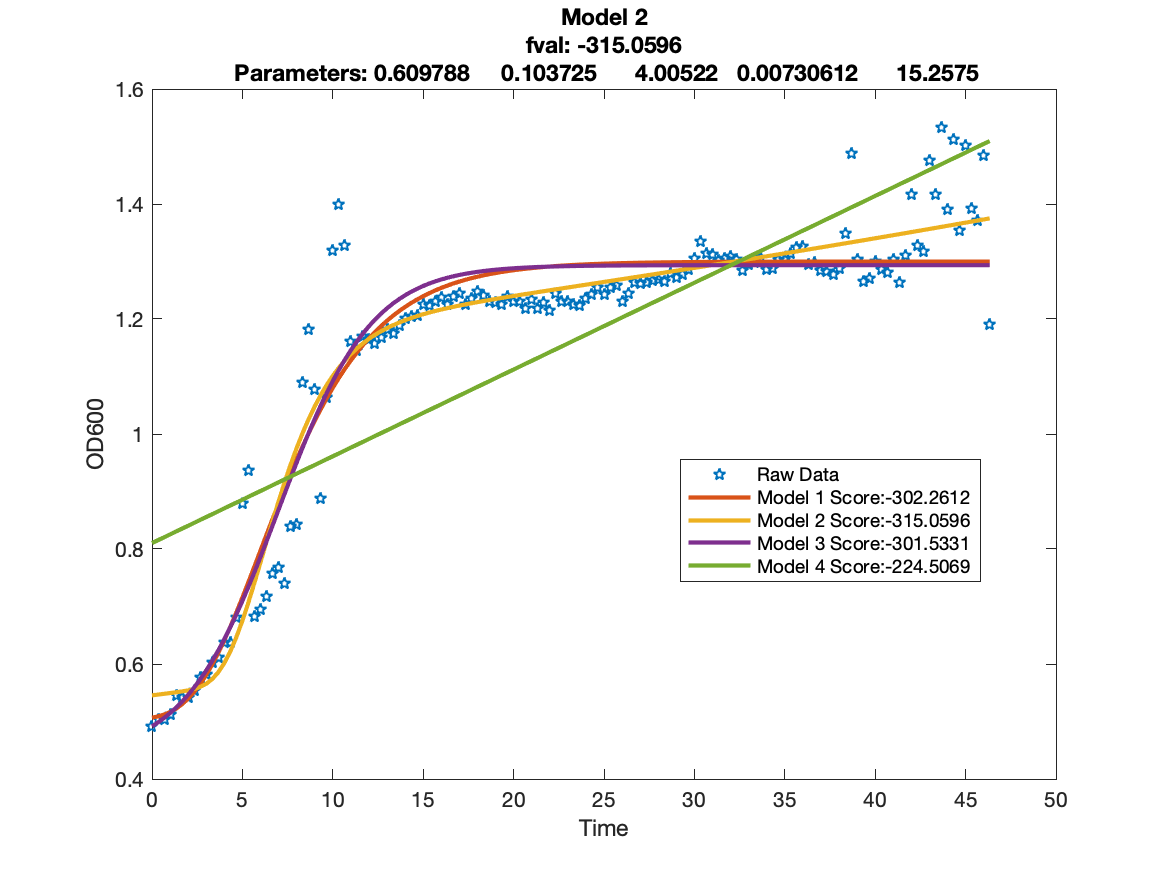 Model 2
fval: -315.0596
Parameters: 0.609788 0.103725 4.00522 0.00730612 15.2575
1.6
1.4
1.2
1
0.8
0.6
0.4
OD600
Raw Data
Model 1 Score:-302.2612
Model 2 Score:-315.0596
Model 3 Score:-301.5331
Model 4 Score:-224.5069
0 5 10 15 20 25 30 35 40 45 50
Time